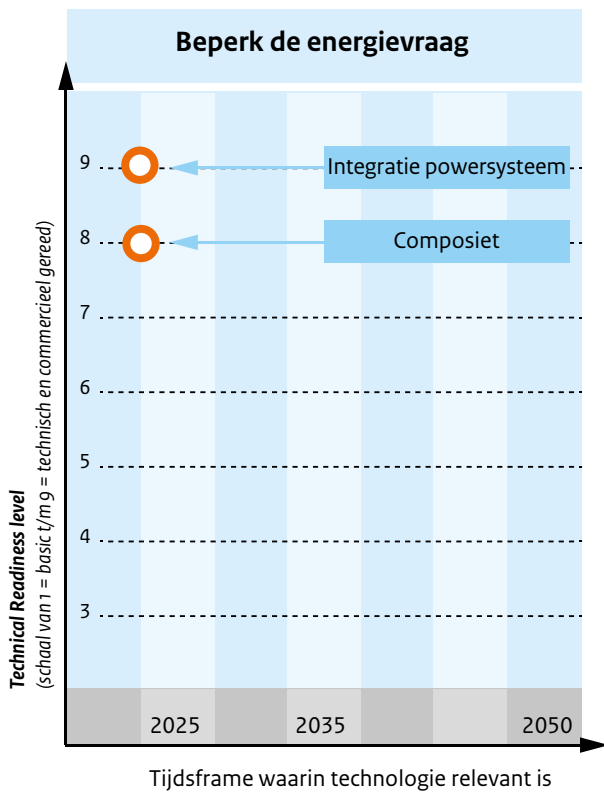 Beperk de energievraag
9
Integratie powersysteem
8
Composiet
7
6
5
4
3
Technical Readiness level
(schaal van 1 = basic t/m 9 = technisch en commercieel gereed)
2025
2035
2050
Tijdsframe waarin technologie relevant is